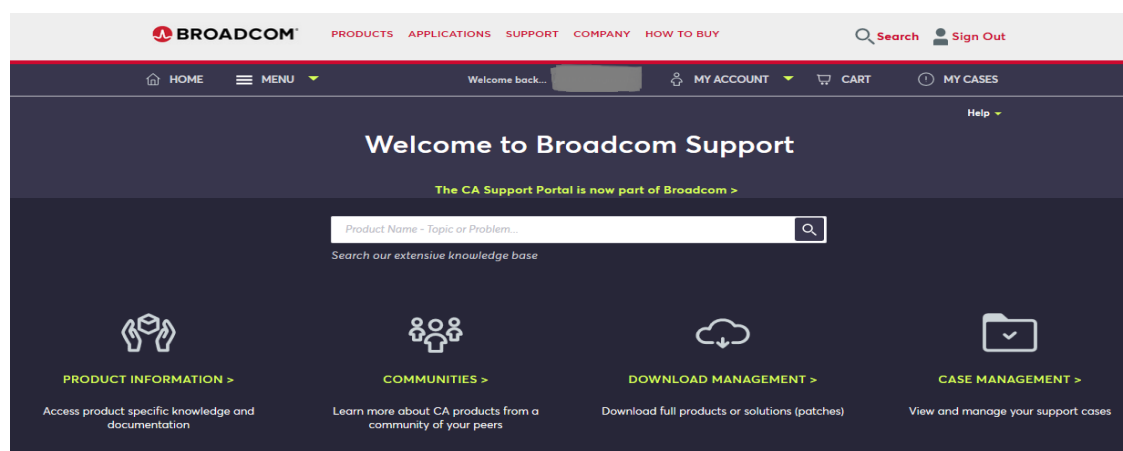 BROADCOM PRODUCTS APPLICATIONS SUPPORT COMPANY HOW TO BUY Search Sign Out
HOME MENU Welcome back... MY ACCOUNT CART MY CASES
Help
Welcome to Broadcom Support
The CA Support Portal is now part of Broadcom >
Product Name - Topic or Problem...
Search our extensive knowledge base
PRODUCT INFORMATION >
Access product specific knowledge and
documentation
COMMUNITIES >
Learn more about CA products from a
community of your peers
DOWNLOAD MANAGEMENT >
Download full products or solutions (patches)
CASE MANAGEMENT >
View and manage your support cases